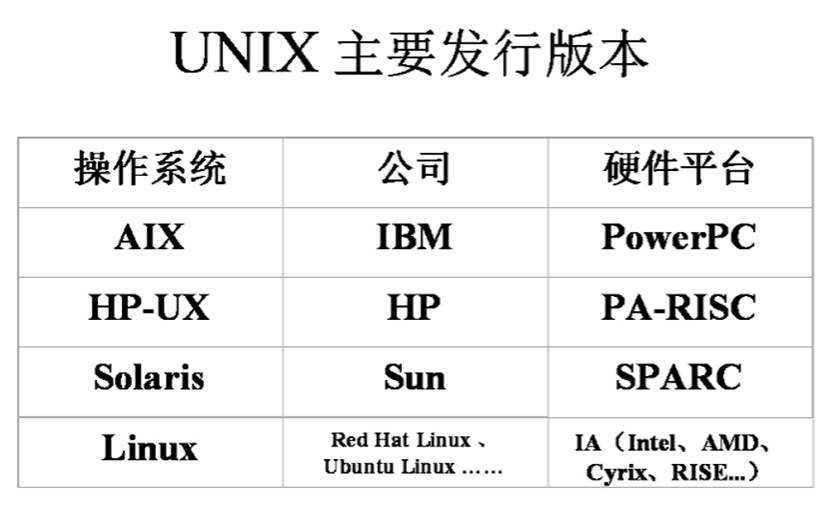 UNIX 主要发行版本
操作系统 公司 硬件平台
AIX IBM PowerPC
HP-UX HP PA-RISC
Solaris Sun SPARC
Linux Red Hat Linux 、 Ubuntu Linux …… IA（Intel、AMD、 Cyrix、RISE...）